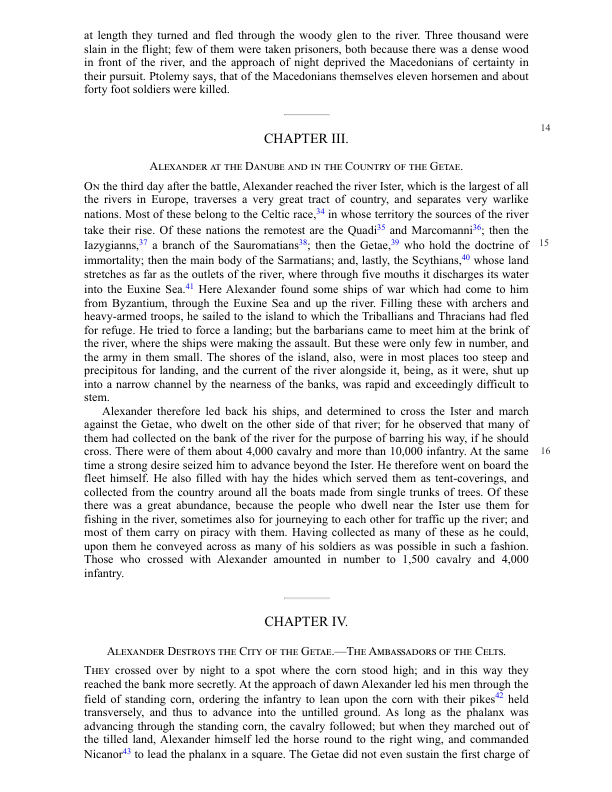 at length they turned and fled through the woody glen to the river. Three thousand were
slain in the flight; few of them were taken prisoners, both because there was a dense wood
in front of the river, and the approach of night deprived the Macedonians of certainty in
their pursuit. Ptolemy says, that of the Macedonians themselves eleven horsemen and about
forty foot soldiers were killed.
14
CHAPTER III.
Alexander at the Danube and in the Country of the Getae.
On the third day after the battle, Alexander reached the river Ister, which is the largest of all
the rivers in Europe, traverses a very great tract of country, and separates very warlike
nations. Most of these belong to the Celtic race,34 in whose territory the sources of the river
take their rise. Of these nations the remotest are the Quadi35 and Marcomanni36; then the
Iazygianns,37 a branch of the Sauromatians38; then the Getae,39 who hold the doctrine of 15
immortality; then the main body of the Sarmatians; and, lastly, the Scythians,40 whose land
stretches as far as the outlets of the river, where through five mouths it discharges its water
into the Euxine Sea.41 Here Alexander found some ships of war which had come to him
from Byzantium, through the Euxine Sea and up the river. Filling these with archers and
heavy-armed troops, he sailed to the island to which the Triballians and Thracians had fled
for refuge. He tried to force a landing; but the barbarians came to meet him at the brink of
the river, where the ships were making the assault. But these were only few in number, and
the army in them small. The shores of the island, also, were in most places too steep and
precipitous for landing, and the current of the river alongside it, being, as it were, shut up
into a narrow channel by the nearness of the banks, was rapid and exceedingly difficult to
stem.
Alexander therefore led back his ships, and determined to cross the Ister and march
against the Getae, who dwelt on the other side of that river; for he observed that many of
them had collected on the bank of the river for the purpose of barring his way, if he should
cross. There were of them about 4,000 cavalry and more than 10,000 infantry. At the same 16
time a strong desire seized him to advance beyond the Ister. He therefore went on board the
fleet himself. He also filled with hay the hides which served them as tent-coverings, and
collected from the country around all the boats made from single trunks of trees. Of these
there was a great abundance, because the people who dwell near the Ister use them for
fishing in the river, sometimes also for journeying to each other for traffic up the river; and
most of them carry on piracy with them. Having collected as many of these as he could,
upon them he conveyed across as many of his soldiers as was possible in such a fashion.
Those who crossed with Alexander amounted in number to 1,500 cavalry and 4,000
infantry.
CHAPTER IV.
Alexander Destroys the City of the Getae.—The Ambassadors of the Celts.
They crossed over by night to a spot where the corn stood high; and in this way they
reached the bank more secretly. At the approach of dawn Alexander led his men through the
field of standing corn, ordering the infantry to lean upon the corn with their pikes42 held
transversely, and thus to advance into the untilled ground. As long as the phalanx was
advancing through the standing corn, the cavalry followed; but when they marched out of
the tilled land, Alexander himself led the horse round to the right wing, and commanded
Nicanor43 to lead the phalanx in a square. The Getae did not even sustain the first charge of